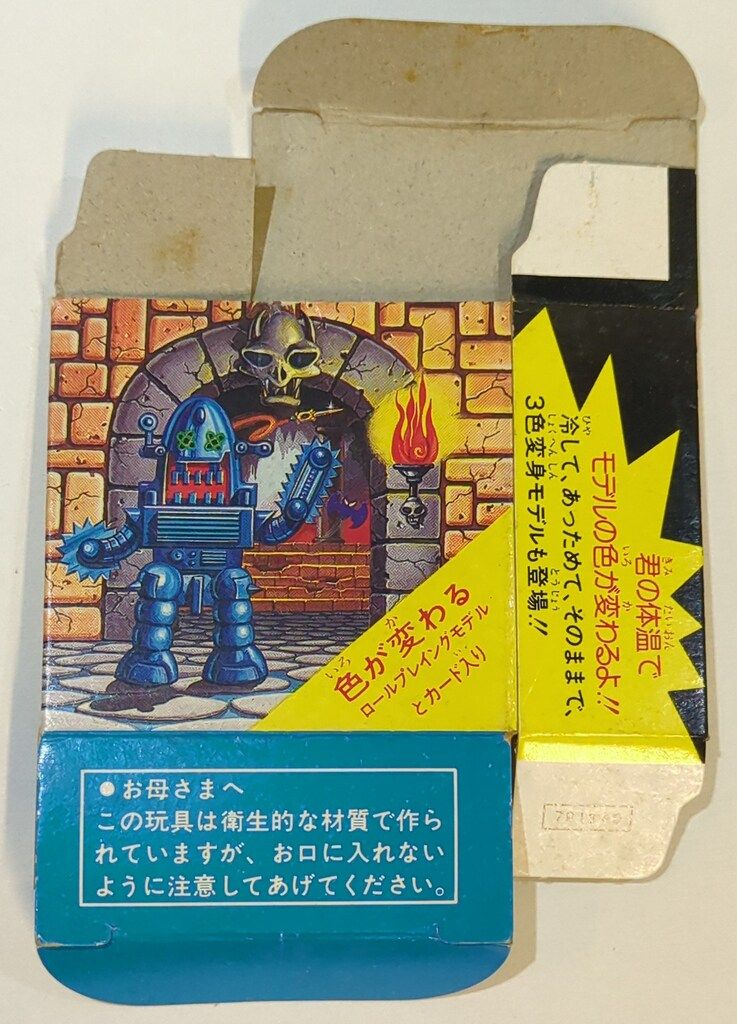 色が変わる
ロールプレイングモデル
とカード入り
君の体温で
モデルの色が変わるよ!!
冷して、あっためて、そのままで、
3色変身モデルも登場!!
●お母さまへ
この玩具は衛生的な材質で作ら
れていますが、お口に入れない
ように注意してあげてください。